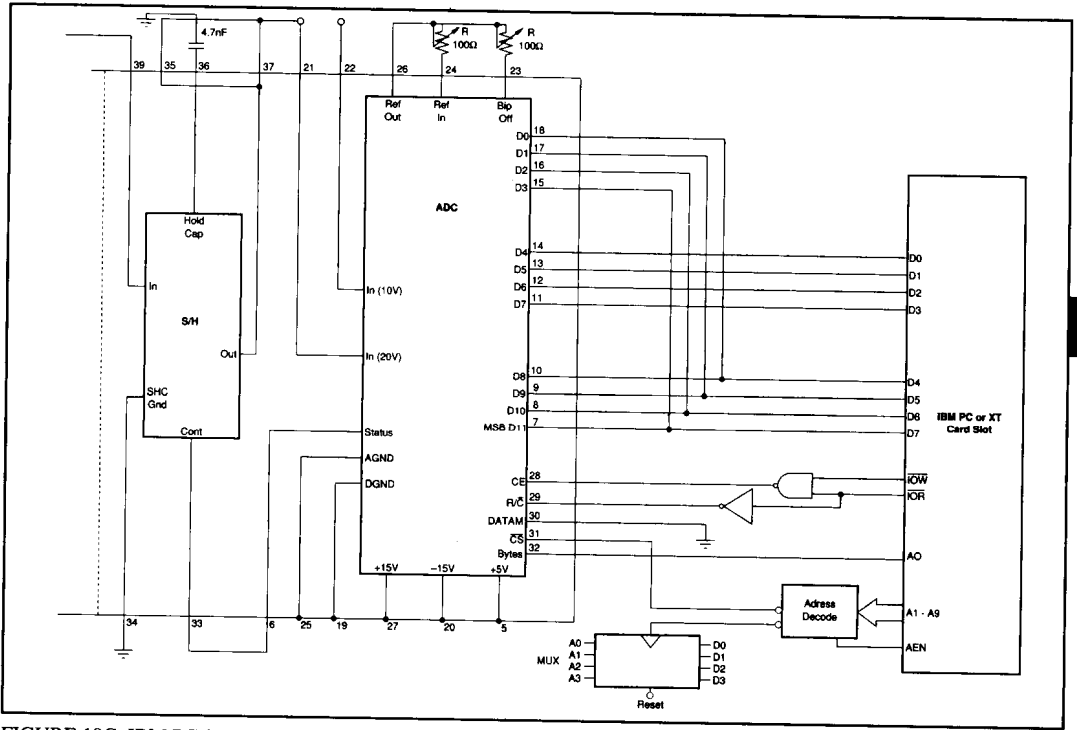 4.7nF
R
100Ω
R
100Ω
39 35 36 37 21 22 26 24 23
Ref Out
Ref In
Bip Off
D0 18
D1 17
D2 16
D3 15
ADC
Hold Cap
In
S/H
Out
SHC Gnd
Cont
In (10V)
In (20V)
Status
AGND
DGND
D4 14
D5 13
D6 12
D7 11
D8 10
D9 9
D10 8
MSB D11 7
CE 28
R/C̅ 29
DATAM 30
C̅S̅ 31
Bytes 32
+15V -15V +5V
34 33 6 25 19 27 20 5
D0
D1
D2
D3
D4
D5
D6
D7
IBM PC or XT
Card Slot
I̅O̅W̅
I̅O̅R̅
AO
A1 - A9
AEN
Adress
Decode
MUX
A0
A1
A2
A3
D0
D1
D2
D3
Reset